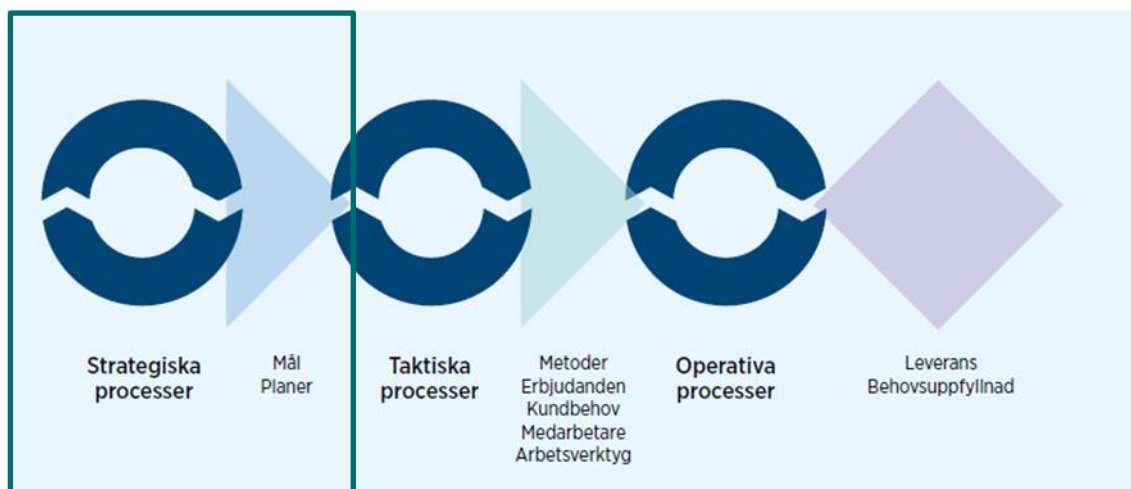 Strategiska
processer
Mål
Planer
Taktiska
processer
Metoder
Erbjudanden
Kundbehov
Medarbetare
Arbetsverktyg
Operativa
processer
Leverans
Behovsuppfyllnad